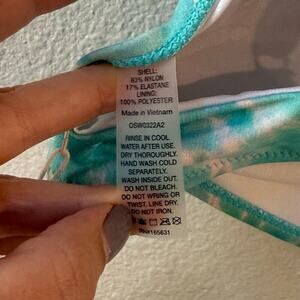 SHELL:
83% NYLON
17% ELASTANE
LINING:
100% POLYESTER
Made in Vietnam
OSW0322A2
RINSE IN COOL
WATER AFTER USE.
DRY THOROUGHLY.
HAND WASH COLD
SEPARATELY.
WASH INSIDE OUT.
DO NOT BLEACH.
DO NOT WRING OR
TWIST. LINE DRY.
DO NOT IRON.
RN#165631